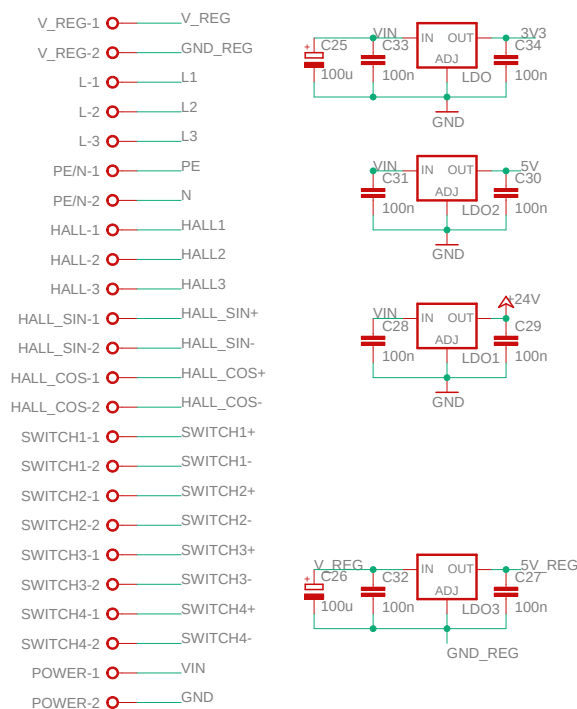 V_REG-1 V_REG
V_REG-2 GND_REG
L-1 L1
L-2 L2
L-3 L3
PE/N-1 PE
PE/N-2 N
HALL-1 HALL1
HALL-2 HALL2
HALL-3 HALL3
HALL_SIN-1 HALL_SIN+
HALL_SIN-2 HALL_SIN-
HALL_COS-1 HALL_COS+
HALL_COS-2 HALL_COS-
SWITCH1-1 SWITCH1+
SWITCH1-2 SWITCH1-
SWITCH2-1 SWITCH2+
SWITCH2-2 SWITCH2-
SWITCH3-1 SWITCH3+
SWITCH3-2 SWITCH3-
SWITCH4-1 SWITCH4+
SWITCH4-2 SWITCH4-
POWER-1 VIN
POWER-2 GND
VIN IN OUT 3V3
+ C25 C33 ADJ C34
100u 100n LDO 100n
GND
VIN IN OUT 5V
C31 ADJ C30
100n LDO2 100n
GND
+24V
VIN IN OUT
C28 ADJ C29
100n LDO1 100n
GND
V_REG IN OUT 5V_REG
+ C26 C32 ADJ C27
100u 100n LDO3 100n
GND_REG